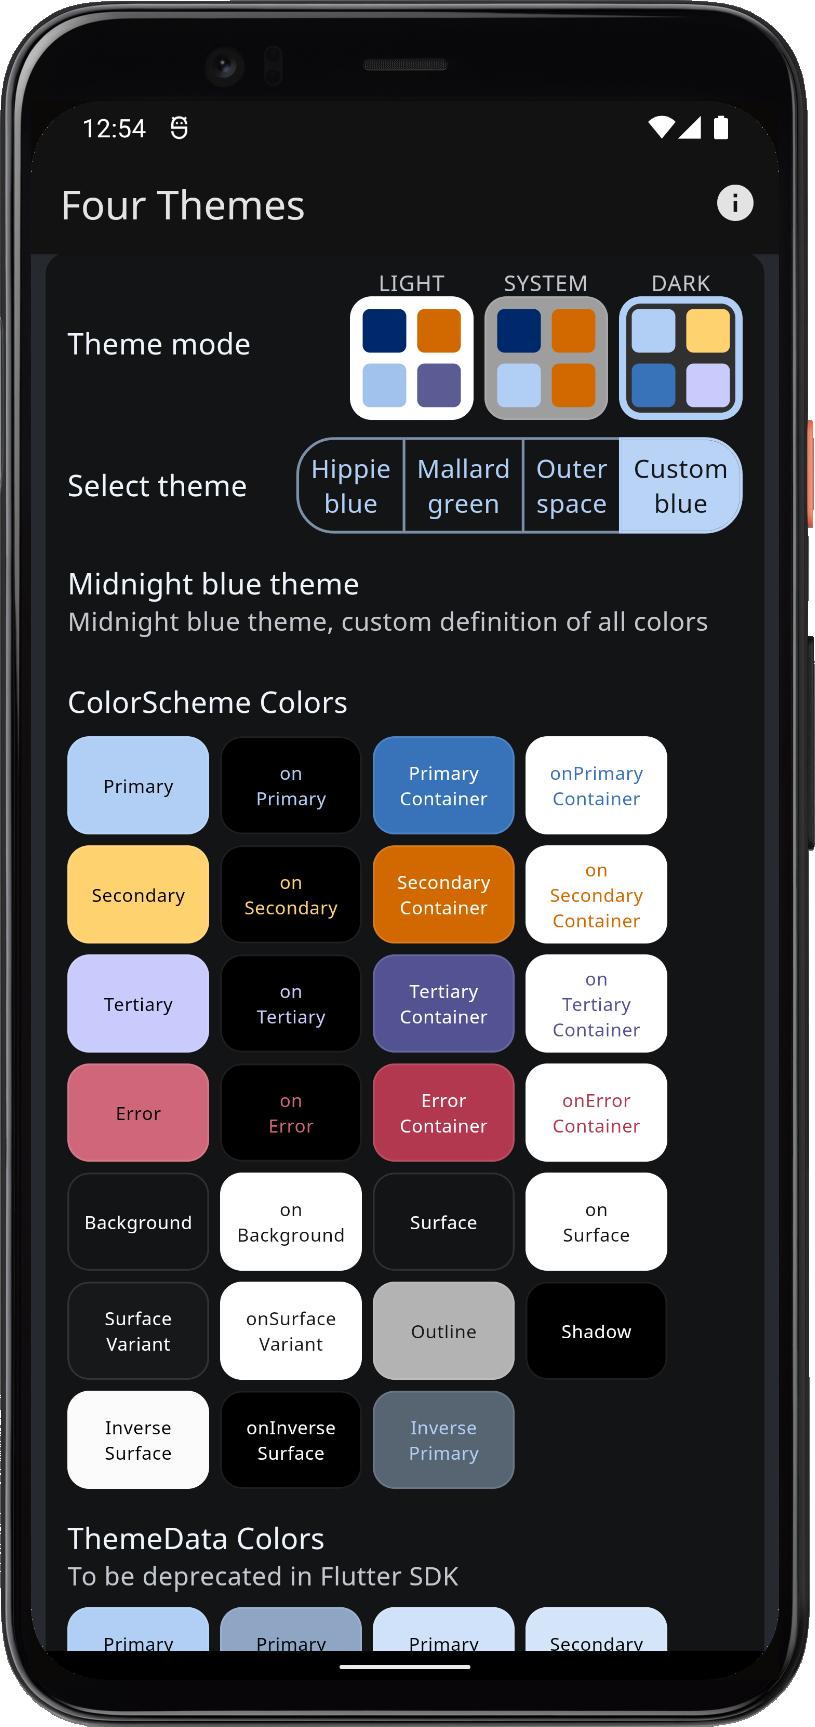 12:54
Four Themes
LIGHT SYSTEM DARK
Theme mode
Select theme
Hippie
blue
Mallard
green
Outer
space
Custom
blue
Midnight blue theme
Midnight blue theme, custom definition of all colors
ColorScheme Colors
Primary
on
Primary
Primary
Container
onPrimary
Container
Secondary
on
Secondary
Secondary
Container
on
Secondary
Container
Tertiary
on
Tertiary
Tertiary
Container
on
Tertiary
Container
Error
on
Error
Error
Container
onError
Container
Background
on
Background
Surface
on
Surface
Surface
Variant
onSurface
Variant
Outline
Shadow
Inverse
Surface
onInverse
Surface
Inverse
Primary
ThemeData Colors
To be deprecated in Flutter SDK
Primary
Primary
Primary
Secondary